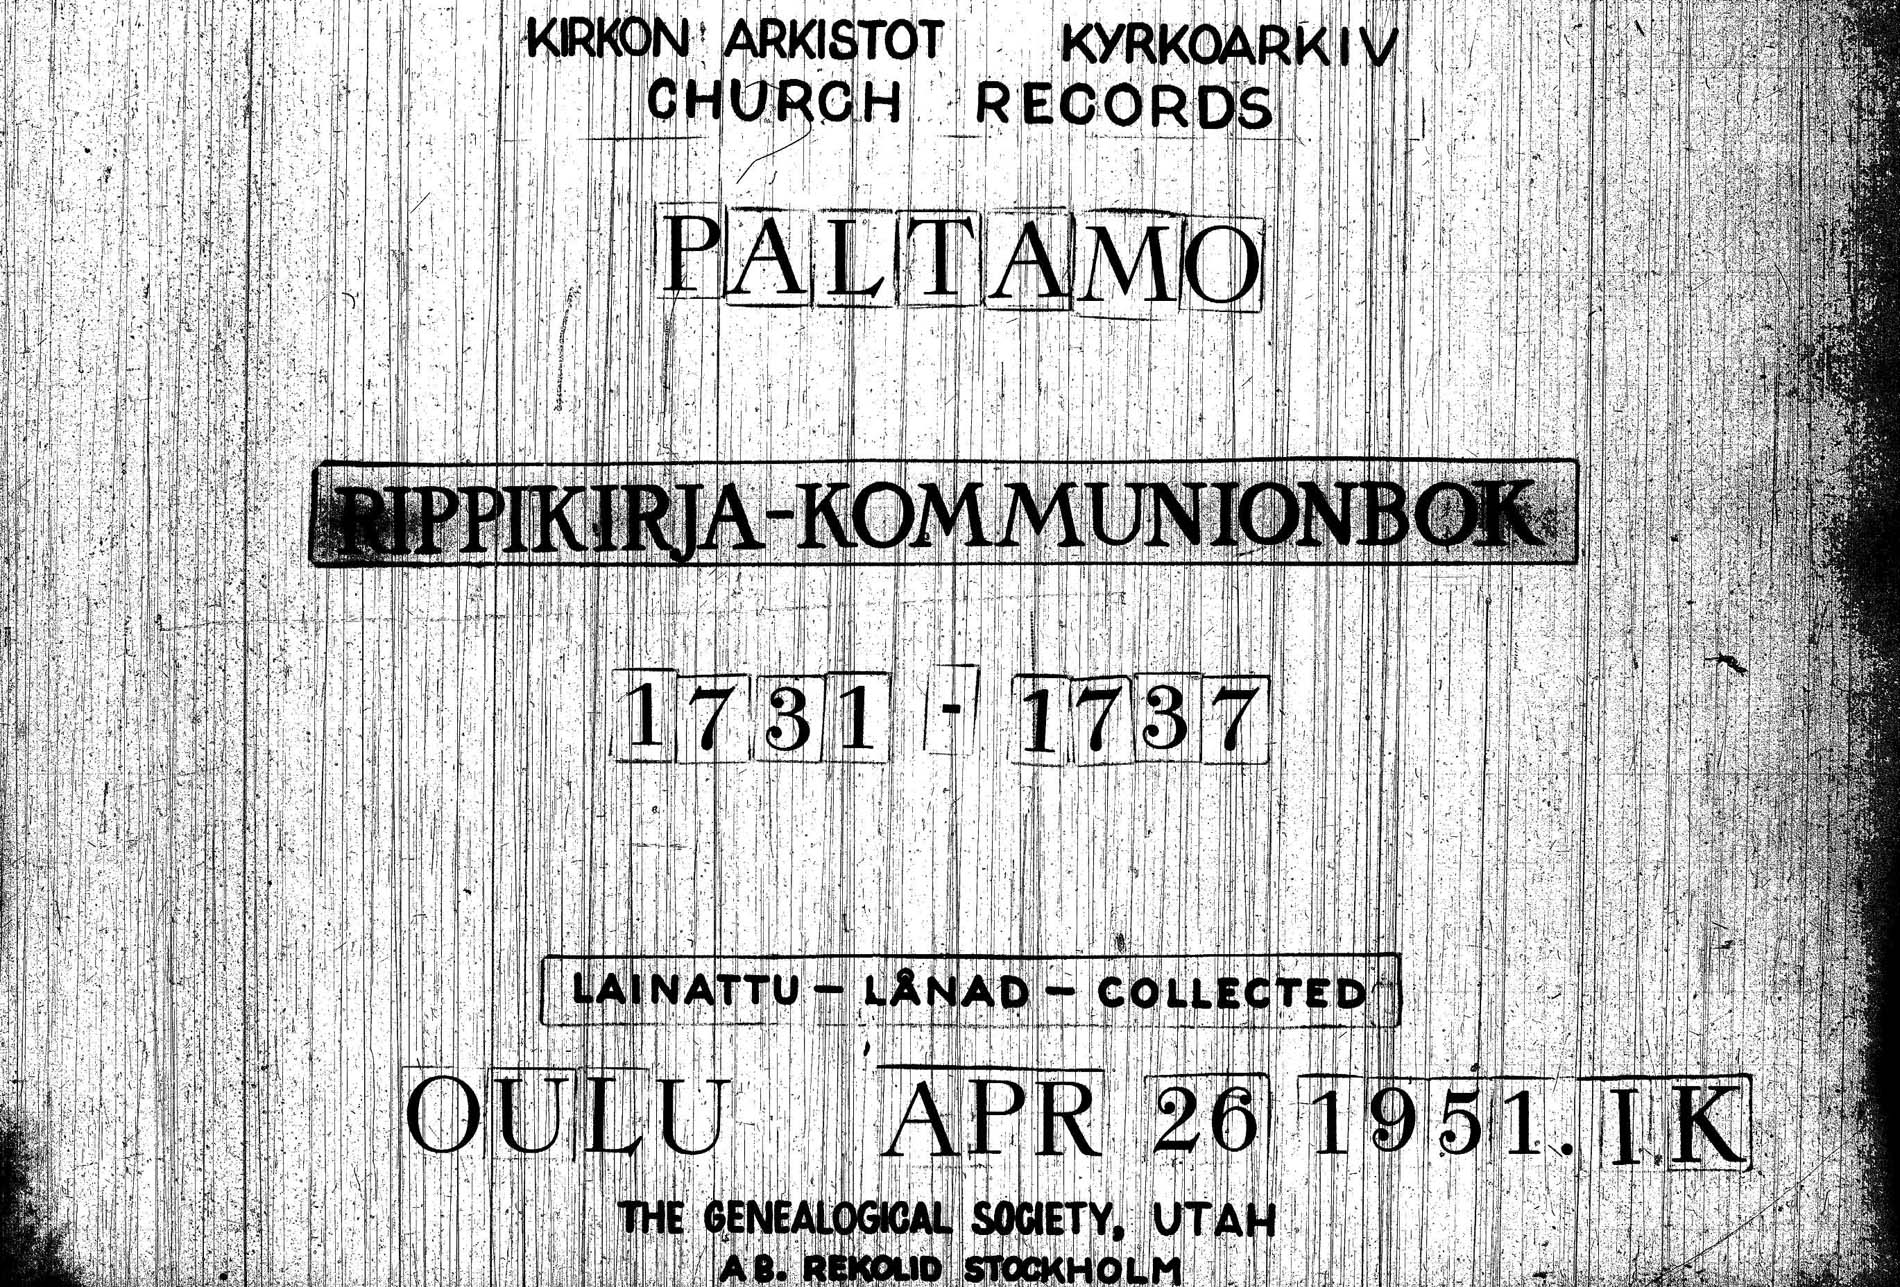 KIRKON ARKISTOT KYRKOARKIV
CHURCH RECORDS
PALTAMO
RIPPIKIRJA-KOMMUNIONBOK
1731 - 1737
LAINATTU - LÅNAD - COLLECTED
OULU APR 26 1951. IK
THE GENEALOGICAL SOCIETY, UTAH
AB. REKOLID STOCKHOLM